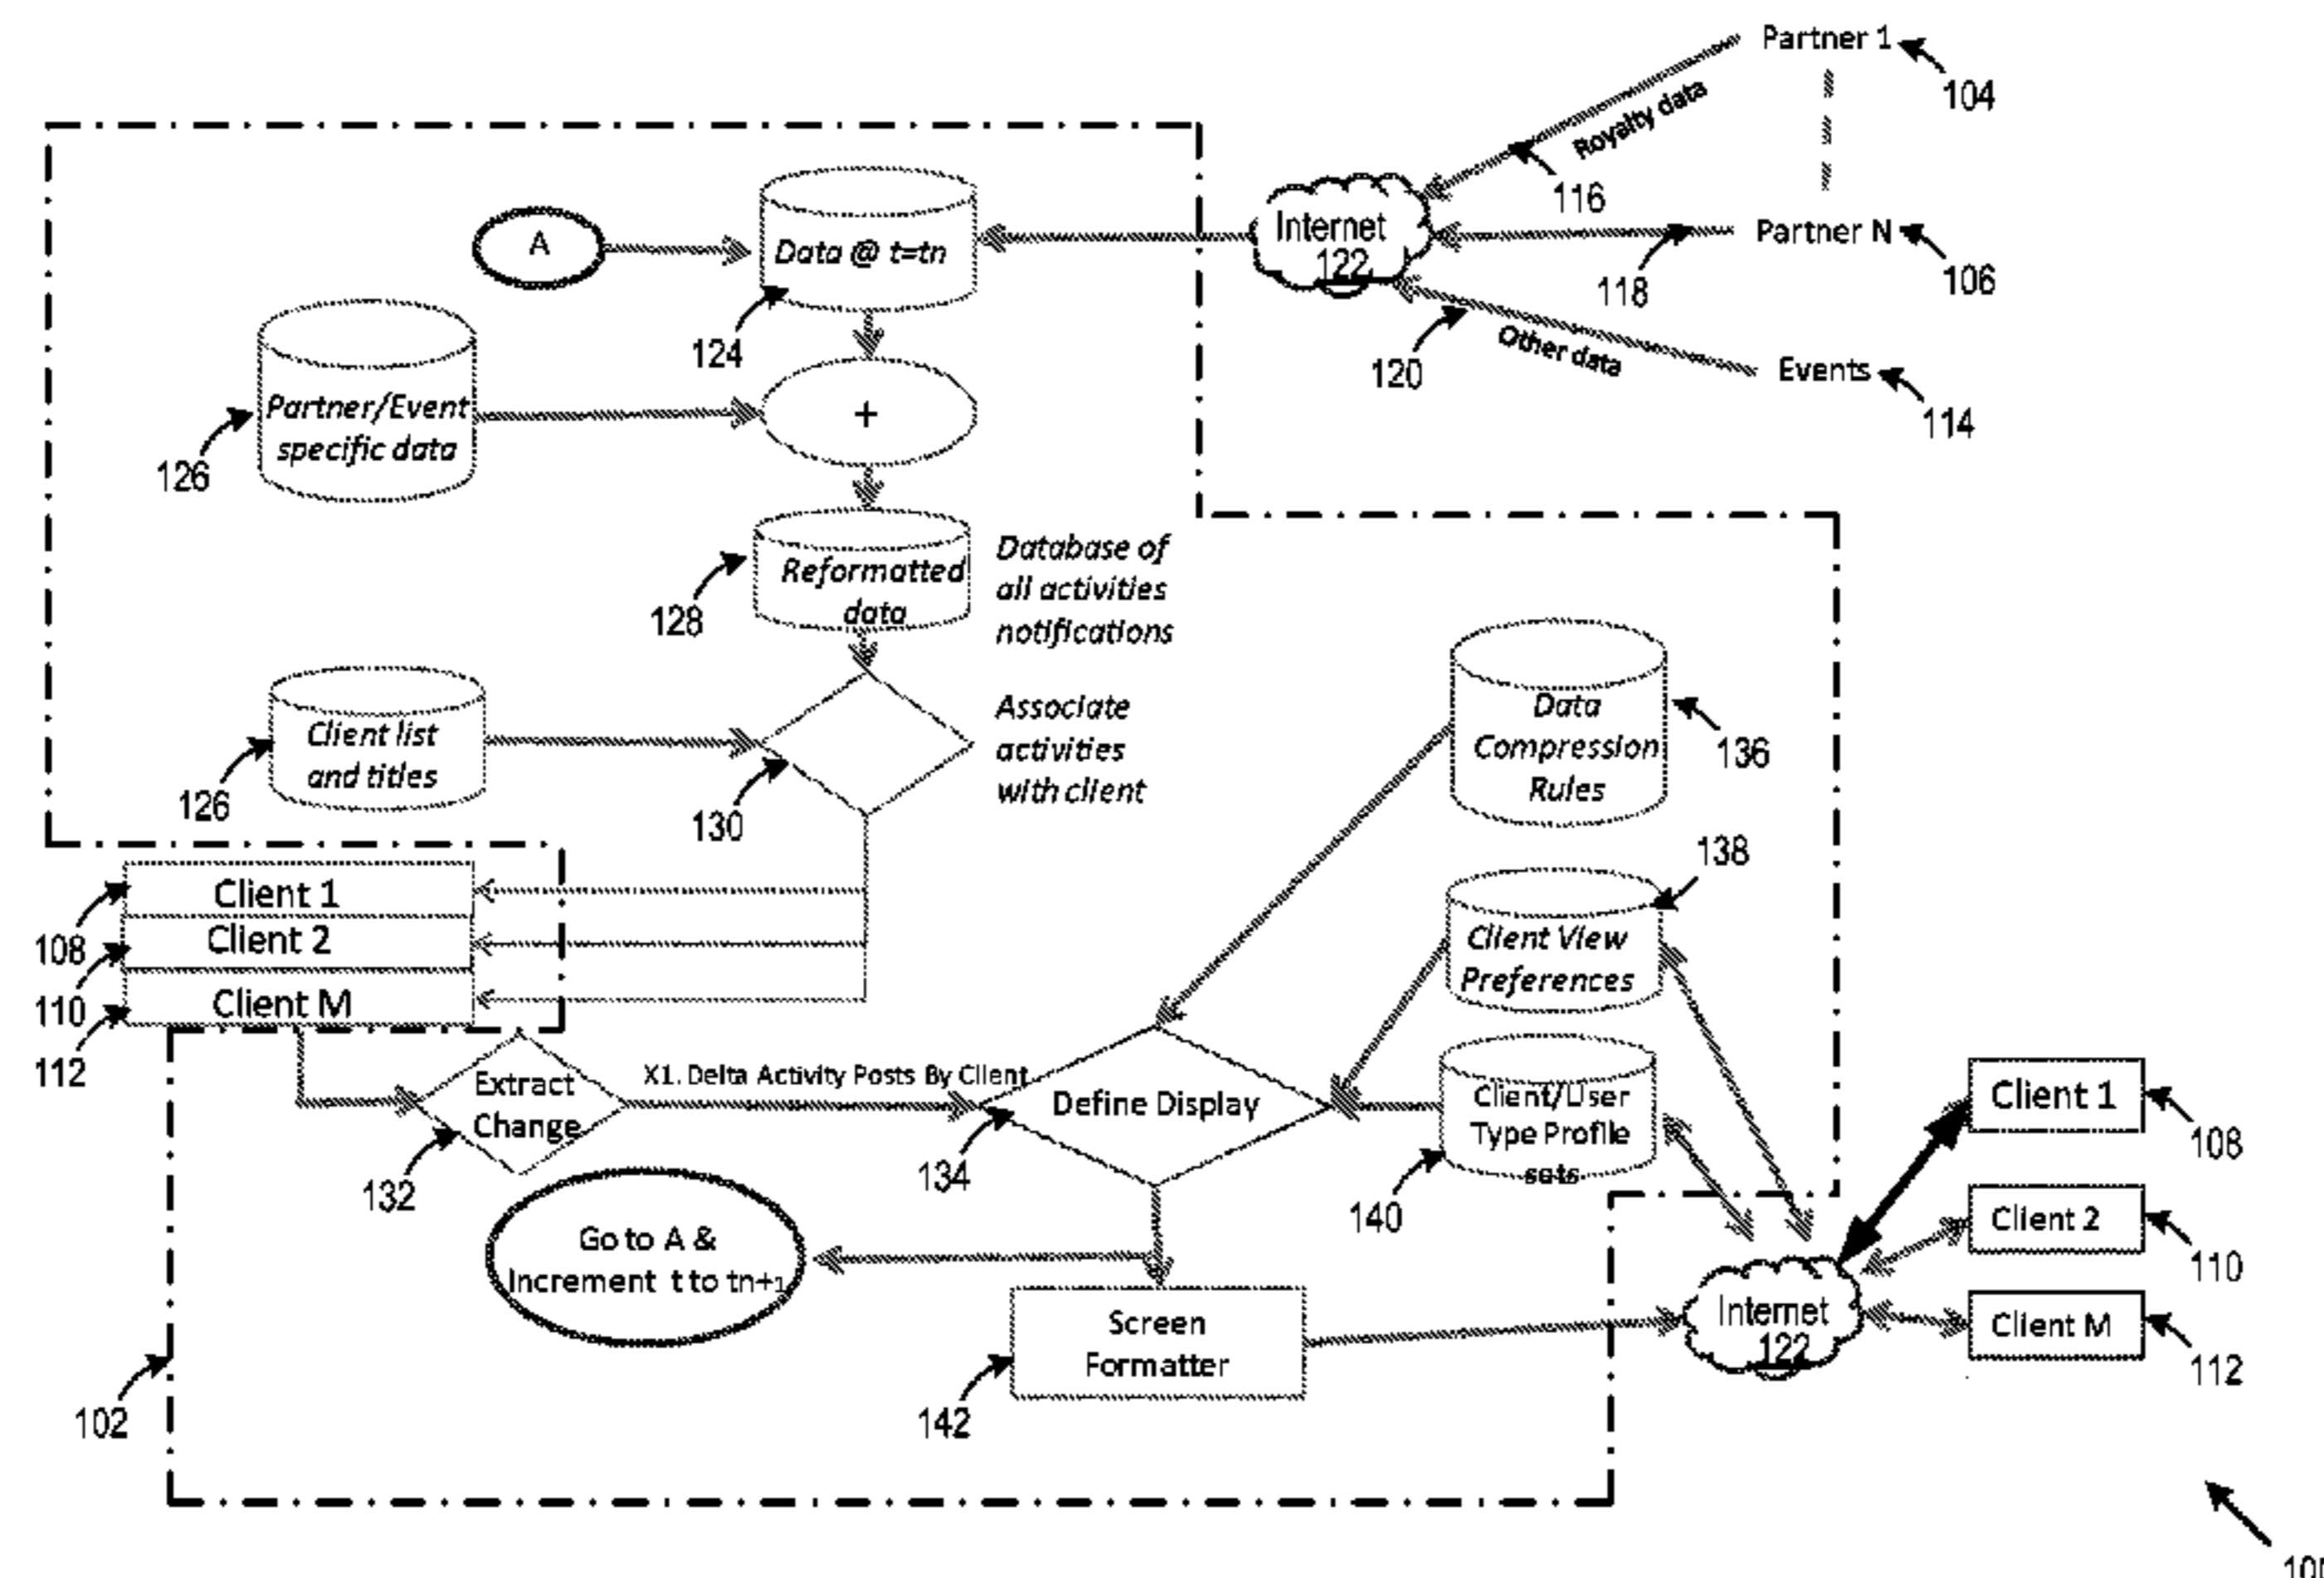 Partner 1
104
Royalty data
116
A
Data @ t=tn
Internet
122
Partner N
118
106
124
120
Other data
Events
114
Partner/Event
specific data
126
+
Reformatted
data
128
Database of
all activities
notifications
Client list
and titles
126
130
Associate
activities
with client
Data
Compression
Rules
136
138
Client 1
Client 2
Client M
108
110
112
Client View
Preferences
Extract
Change
132
X1. Delta Activity Posts By Client
Define Display
134
Client/User
Type Profile
sets
140
Client 1
108
Client 2
110
Client M
112
Go to A &
Increment t to tn+1
Screen
Formatter
142
Internet
122
102